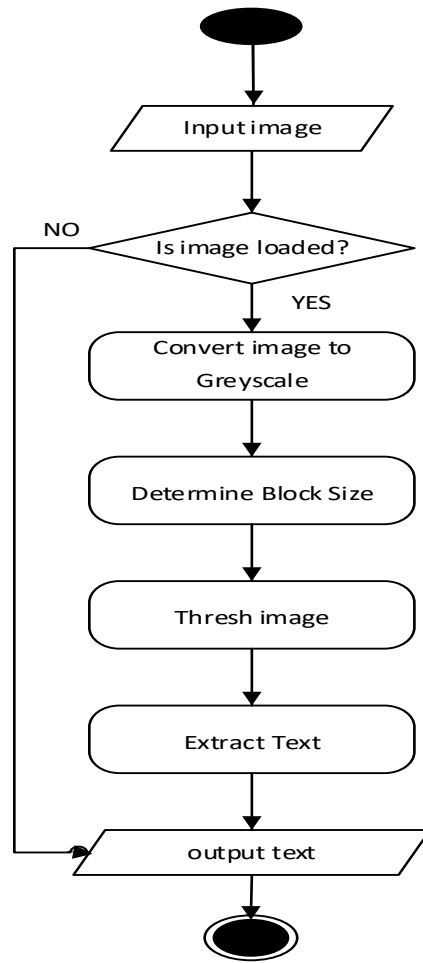 Input image
NO
Is image loaded?
YES
Convert image to
Greyscale
Determine Block Size
Thresh image
Extract Text
output text